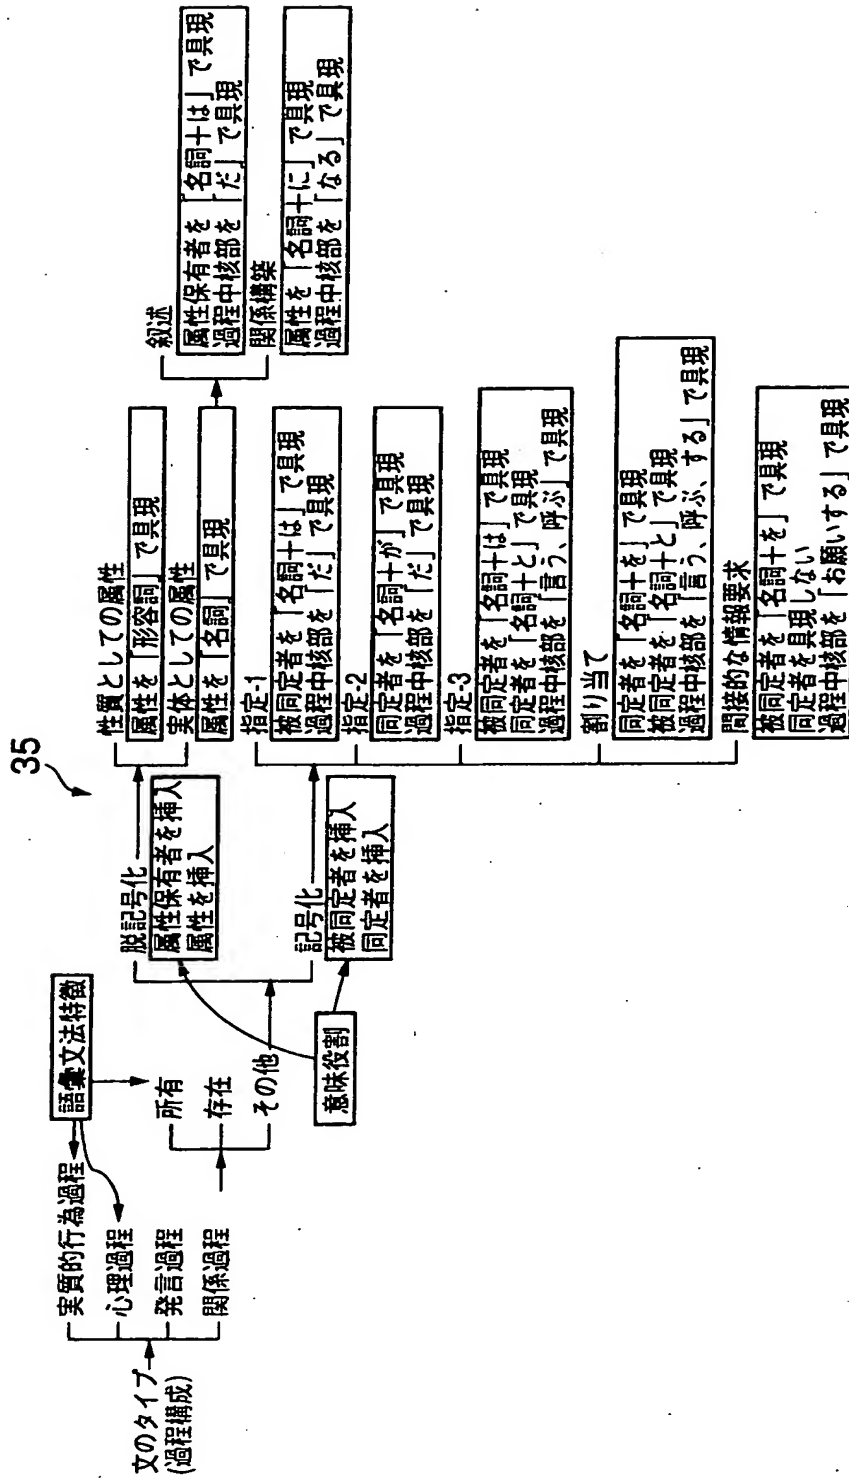 35
文のタイプ
(過程構成)
実質的行為過程
心理過程
発言過程
関係過程
語彙文法特徴
所有
存在
その他
意味役割
脱記号化
属性保有者を挿入
属性を挿入
記号化
被同定者を挿入
同定者を挿入
性質としての属性
属性を「形容詞」で具現
実体としての属性
属性を「名詞」で具現
叙述
属性保有者を「名詞+は」で具現
過程中核部を「だ」で具現
関係構築
属性を「名詞+に」で具現
過程中核部を「なる」で具現
指定-1
被同定者を「名詞+は」で具現
過程中核部を「だ」で具現
指定-2
同定者を「名詞+が」で具現
過程中核部を「だ」で具現
指定-3
被同定者を「名詞+は」で具現
同定者を「名詞+と」で具現
過程中核部を「言う、呼ぶ」で具現
割り当て
同定者を「名詞+を」で具現
被同定者を「名詞+と」で具現
過程中核部を「言う、呼ぶ、する」で具現
間接的な情報要求
被同定者を「名詞+を」で具現
同定者を具現しない
過程中核部を「お願いする」で具現